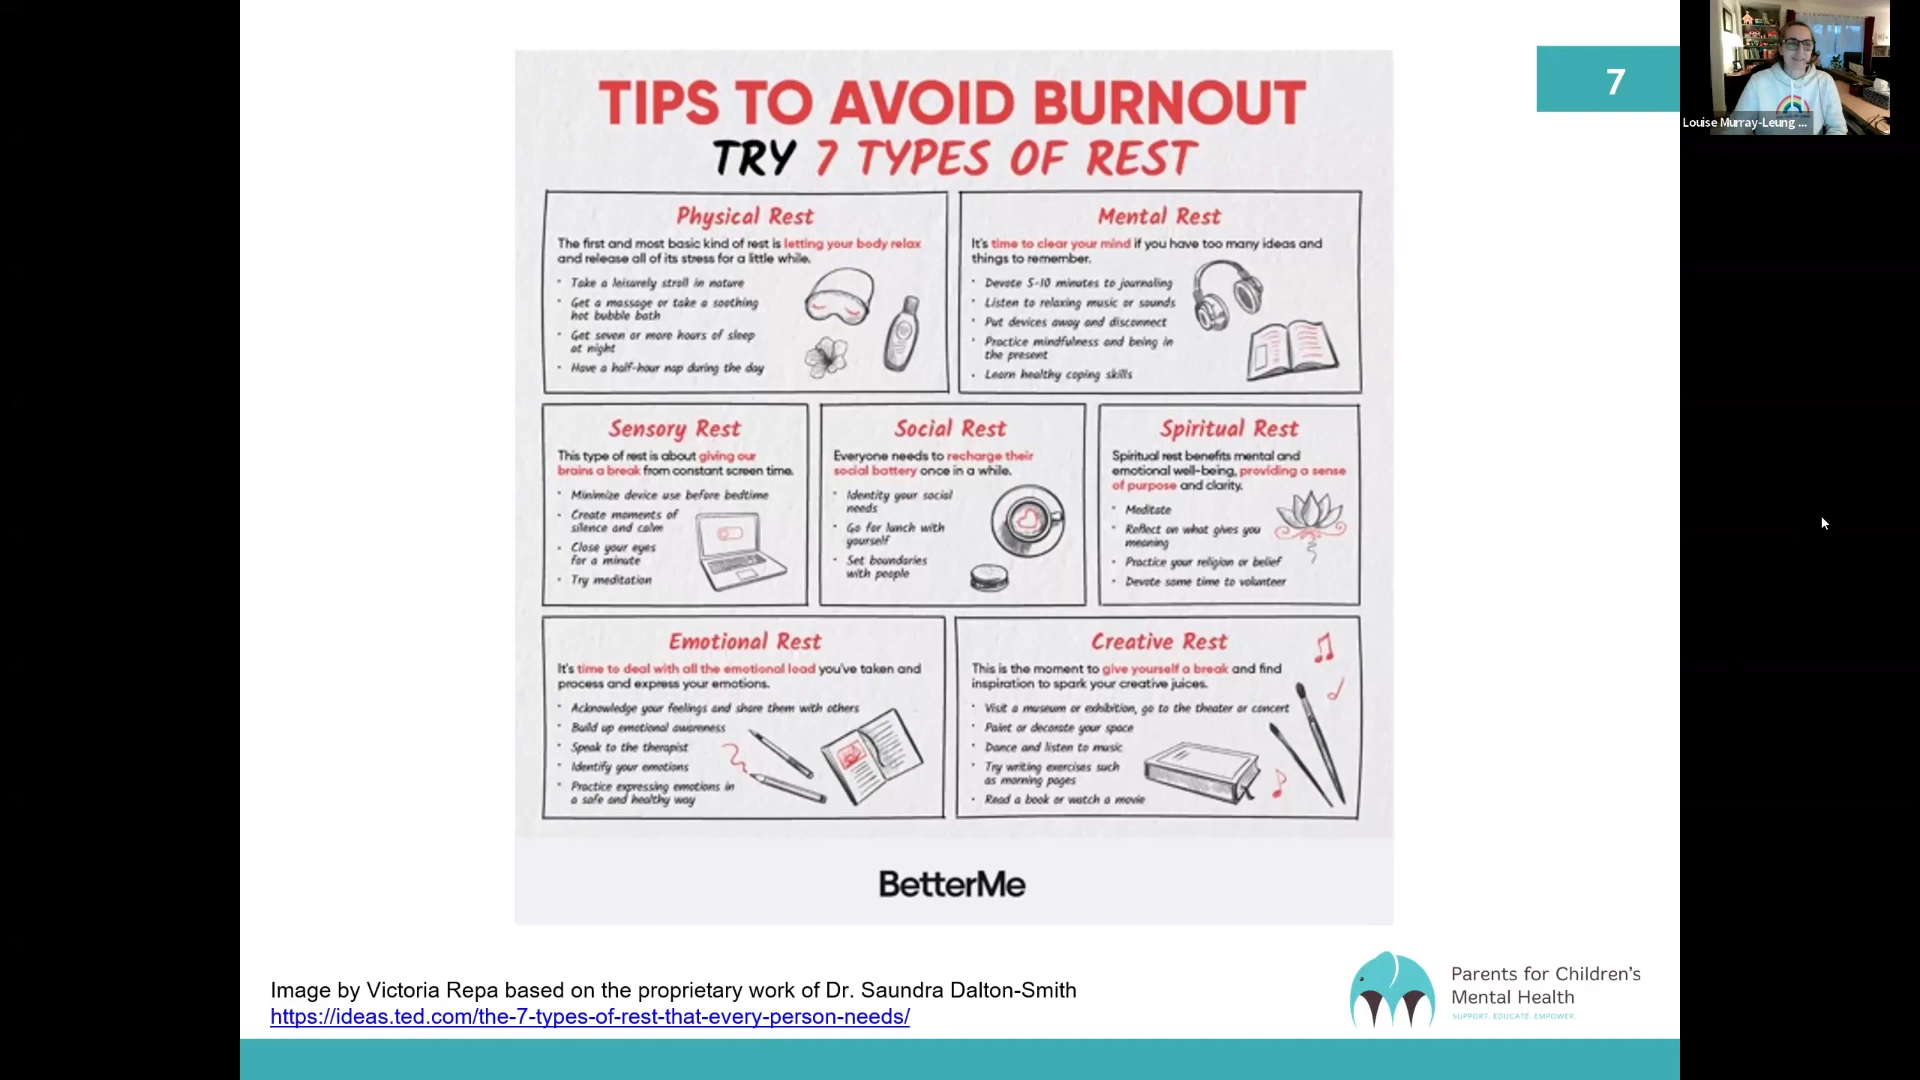 7
Louise Murray-Leung ...
TIPS TO AVOID BURNOUT
TRY 7 TYPES OF REST
Physical Rest
The first and most basic kind of rest is letting your body relax
and release all of its stress for a little while.
· Take a leisurely stroll in nature
· Get a massage or take a soothing
hot bubble bath
· Get seven or more hours of sleep
at night
· Have a half-hour nap during the day
Mental Rest
It's time to clear your mind if you have too many ideas and
things to remember.
· Devote 5-10 minutes to journaling
· Listen to relaxing music or sounds
· Put devices away and disconnect
· Practice mindfulness and being in
the present
· Learn healthy coping skills
Sensory Rest
This type of rest is about giving our
brains a break from constant screen time.
· Minimize device use before bedtime
· Create moments of
silence and calm
· Close your eyes
for a minute
· Try meditation
Social Rest
Everyone needs to recharge their
social battery once in a while.
· Identity your social
needs
· Go for lunch with
yourself
· Set boundaries
with people
Spiritual Rest
Spiritual rest benefits mental and
emotional well-being, providing a sense
of purpose and clarity.
· Meditate
· Reflect on what gives you
meaning
· Practice your religion or belief
· Devote some time to volunteer
Emotional Rest
It's time to deal with all the emotional load you've taken and
process and express your emotions.
· Acknowledge your feelings and share them with others
· Build up emotional awareness
· Speak to the therapist
· Identify your emotions
· Practice expressing emotions in
a safe and healthy way
Creative Rest
This is the moment to give yourself a break and find
inspiration to spark your creative juices.
· Visit a museum or exhibition, go to the theater or concert
· Paint or decorate your space
· Dance and listen to music
· Try writing exercises such
as morning pages
· Read a book or watch a movie
BetterMe
Image by Victoria Repa based on the proprietary work of Dr. Saundra Dalton-Smith
https://ideas.ted.com/the-7-types-of-rest-that-every-person-needs/
Parents for Children's
Mental Health
SUPPORT. EDUCATE. EMPOWER.